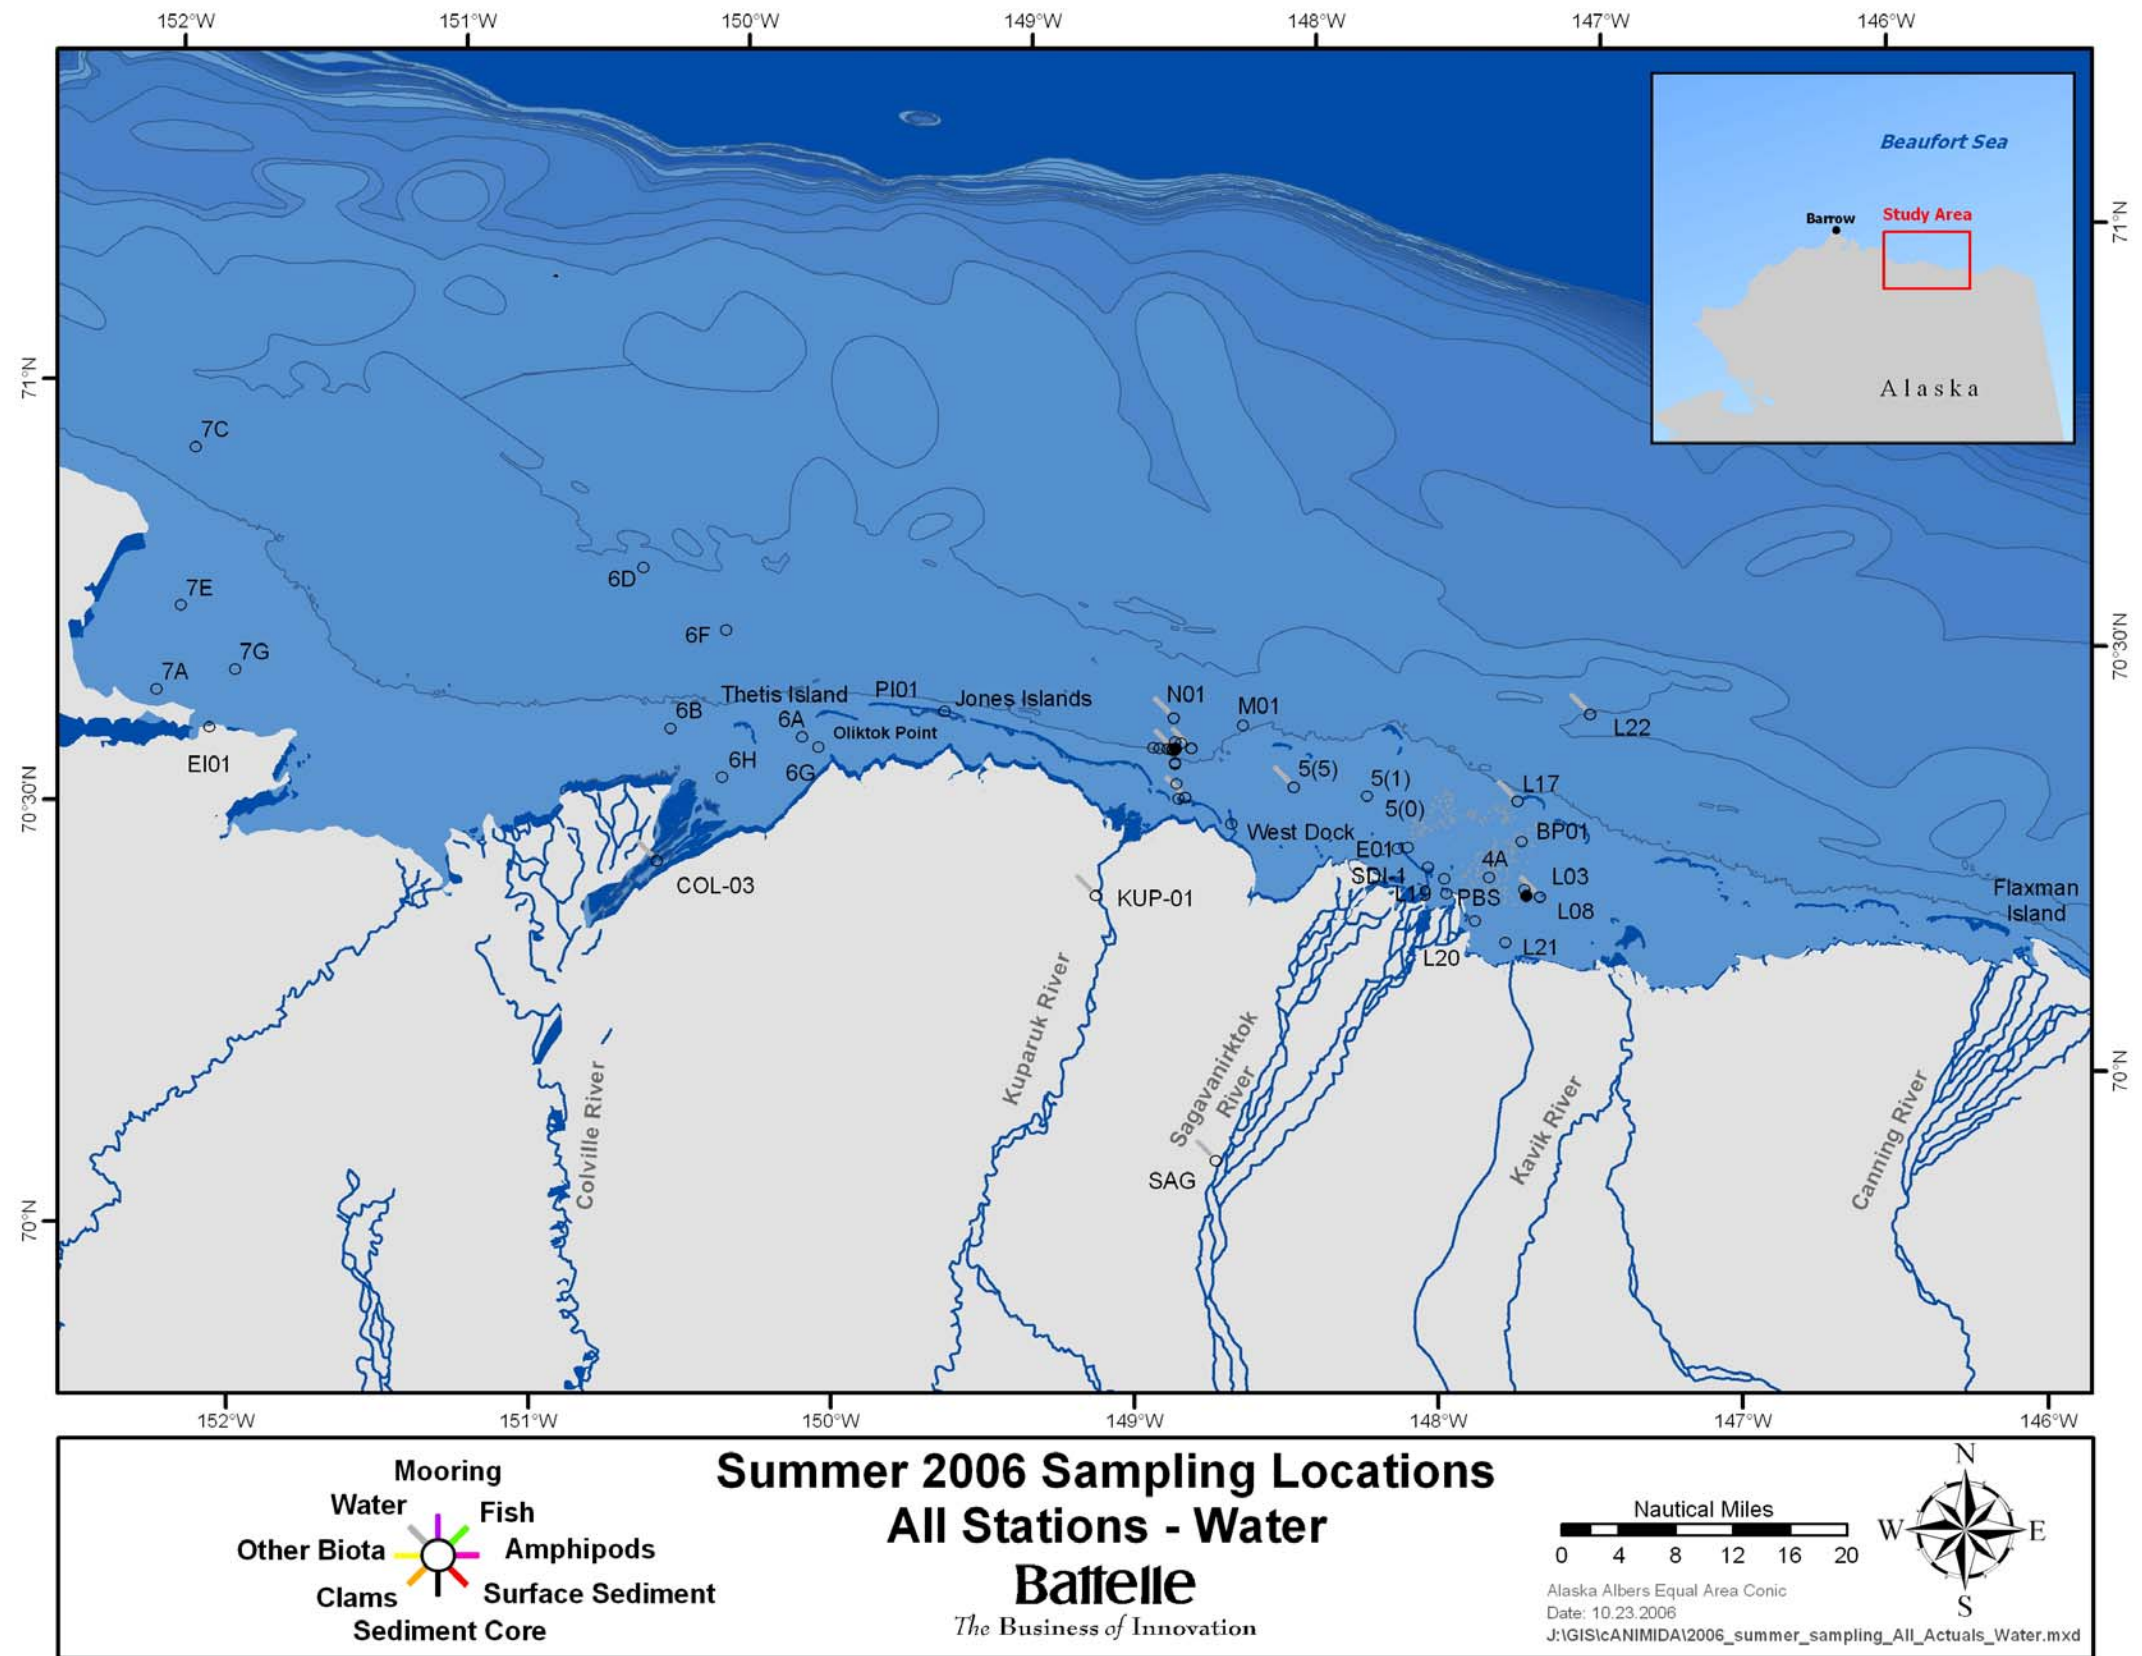 152°W 151°W 150°W 149°W 148°W 147°W 146°W
Beaufort Sea
Barrow
Study Area
Alaska
71°N
71°N
70°30'N
70°30'N
70°N
70°N
7C
7E
7G
7A
EI01
6D
6F
6B
Thetis Island
PI01
Jones Islands
6A
Oliktok Point
6H
6G
N01
M01
L22
5(5)
5(1)
5(0)
L17
West Dock
BP01
E01
4A
SDI-1
L03
L19
PBS
L08
L20
L21
Flaxman
Island
COL-03
KUP-01
SAG
Colville River
Kuparuk River
Sagavanirktok
River
Kavik River
Canning River
152°W 151°W 150°W 149°W 148°W 147°W 146°W
Mooring
Water
Fish
Other Biota
Amphipods
Clams
Surface Sediment
Sediment Core
Summer 2006 Sampling Locations
All Stations - Water
Battelle
The Business of Innovation
Nautical Miles
0 4 8 12 16 20
Alaska Albers Equal Area Conic
Date: 10.23.2006
J:\GIS\cANIMIDA\2006_summer_sampling_All_Actuals_Water.mxd
N
W
E
S